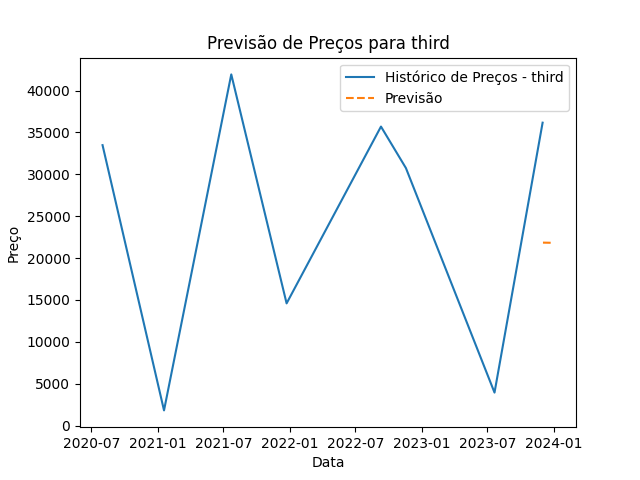 Previsão de Preços para third
Histórico de Preços - third
Previsão
40000
35000
30000
25000
20000
15000
10000
5000
0
Preço
2020-07 2021-01 2021-07 2022-01 2022-07 2023-01 2023-07 2024-01
Data